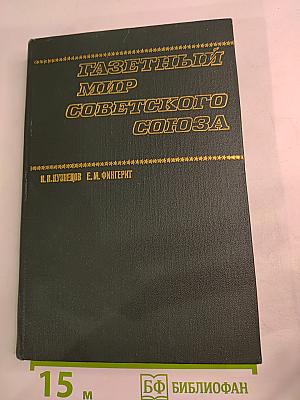 ГАЗЕТНЫЙ
МИР
СОВЕТСКОГО
СОЮЗА
И.В.КУЗНЕЦОВ Е.М.ФИНГЕРИТ
15 м
БФ БИБЛИОФАН